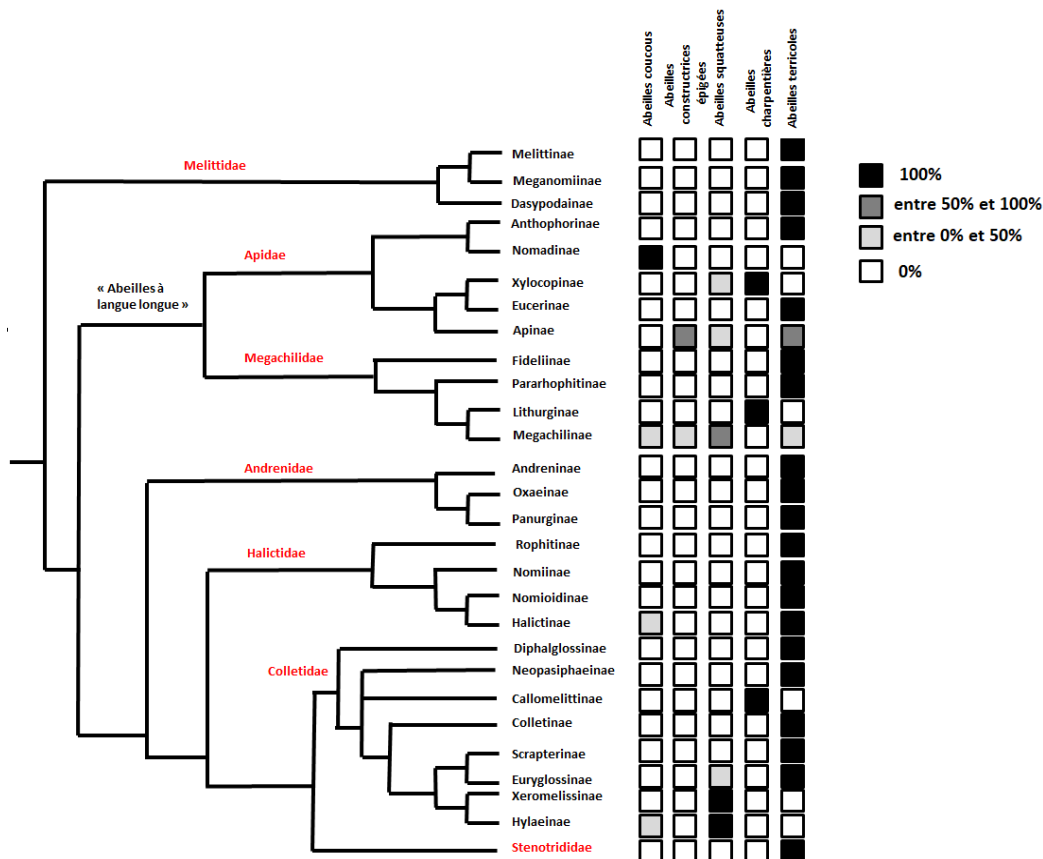 Abeilles coucous
Abeilles
constructrices
épigées
Abeilles squatteuses
Abeilles
charpentières
Abeilles terricoles
100%
entre 50% et 100%
entre 0% et 50%
0%
Melittidae
Melittinae
Meganomiinae
Dasypodainae
Anthophorinae
Apidae
Nomadinae
« Abeilles à
langue longue »
Xylocopinae
Eucerinae
Apinae
Megachilidae
Fideliinae
Pararhophitinae
Lithurginae
Megachilinae
Andrenidae
Andreninae
Oxaeinae
Panurginae
Halictidae
Rophitinae
Nomiinae
Nomioidinae
Halictinae
Colletidae
Diphalglossinae
Neopasiphaeinae
Callomelittinae
Colletinae
Scrapterinae
Euryglossinae
Xeromelissinae
Hylaeinae
Stenotrididae